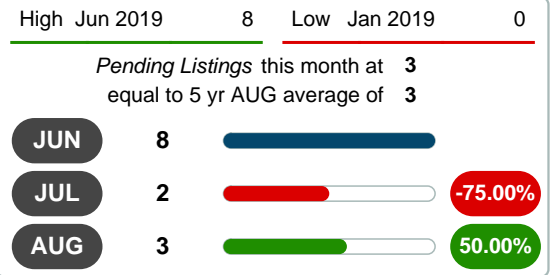 High Jun 2019 8 Low Jan 2019 0
Pending Listings this month at 3
equal to 5 yr AUG average of 3
JUN 8
JUL 2 -75.00%
AUG 3 50.00%